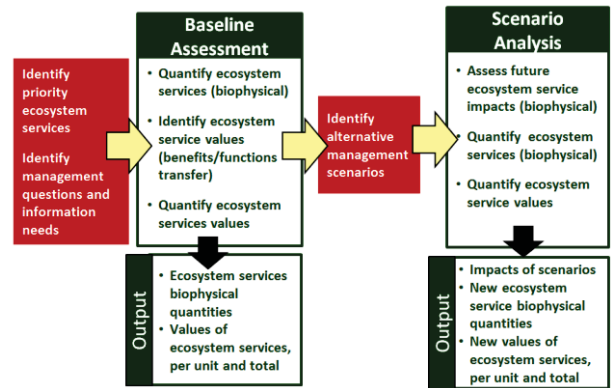 Identify
priority
ecosystem
services
Identify
management
questions and
information
needs
Baseline
Assessment
• Quantify ecosystem
services (biophysical)
• Identify ecosystem
service values
(benefits/functions
transfer)
• Quantify ecosystem
services values
Output
• Ecosystem services
biophysical
quantities
• Values of
ecosystem services,
per unit and total
Identify
alternative
management
scenarios
Scenario
Analysis
• Assess future
ecosystem service
impacts (biophysical)
• Quantify ecosystem
services (biophysical)
• Quantify ecosystem
service values
Output
• Impacts of scenarios
• New ecosystem
service biophysical
quantities
• New values of
ecosystem services,
per unit and total